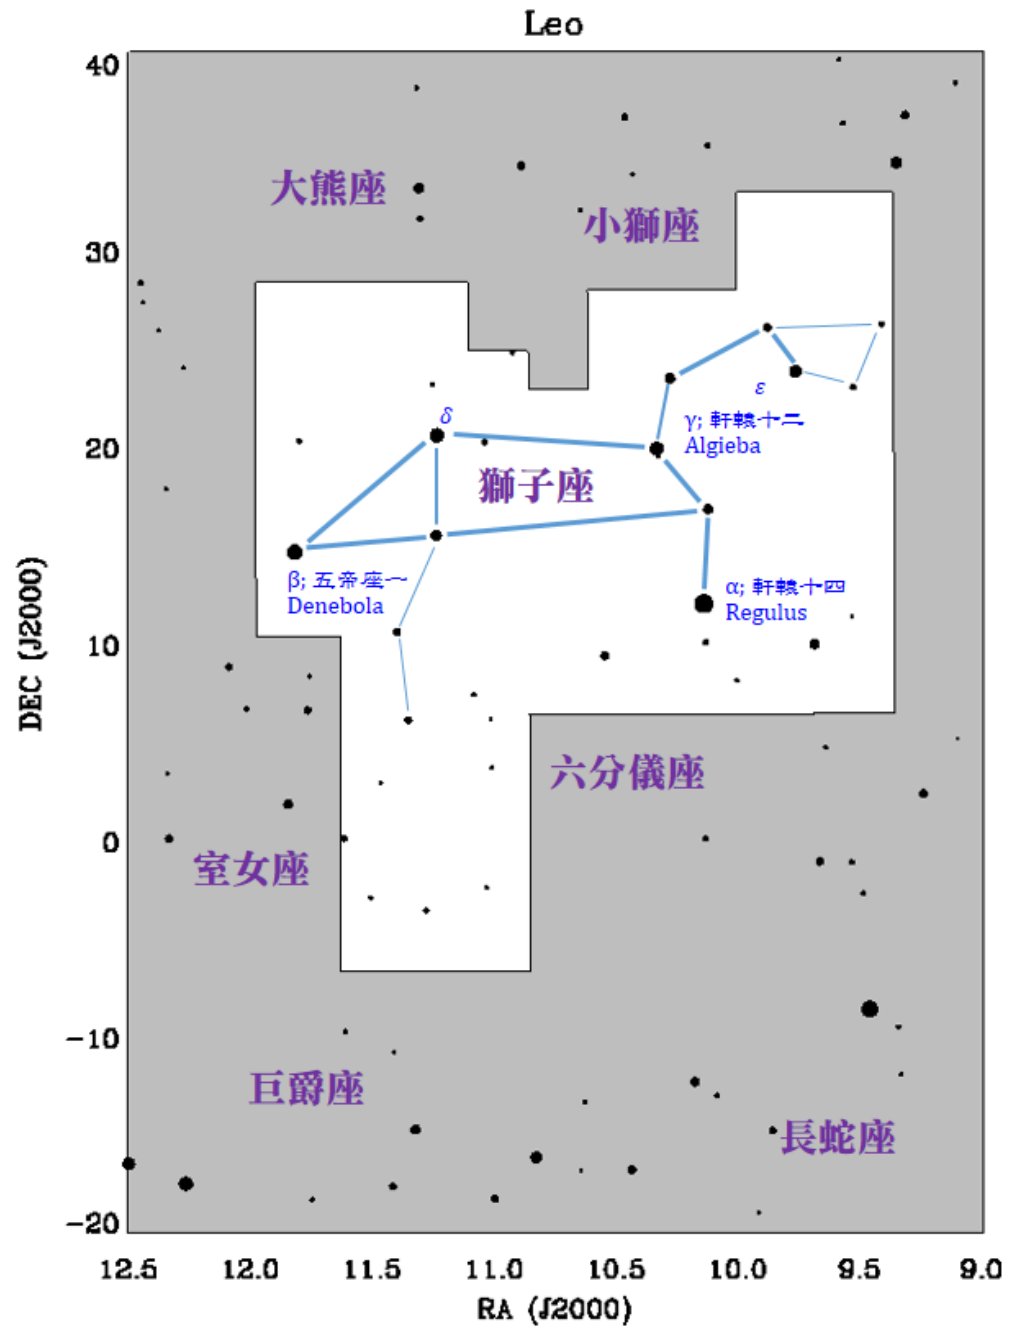 Leo
40
大熊座
小獅座
30
ε
δ
γ; 軒轅十二
Algieba
20
獅子座
β; 五帝座一
Denebola
α; 軒轅十四
Regulus
10
DEC (J2000)
六分儀座
0
室女座
-10
巨爵座
長蛇座
-20
12.5 12.0 11.5 11.0 10.5 10.0 9.5 9.0
RA (J2000)